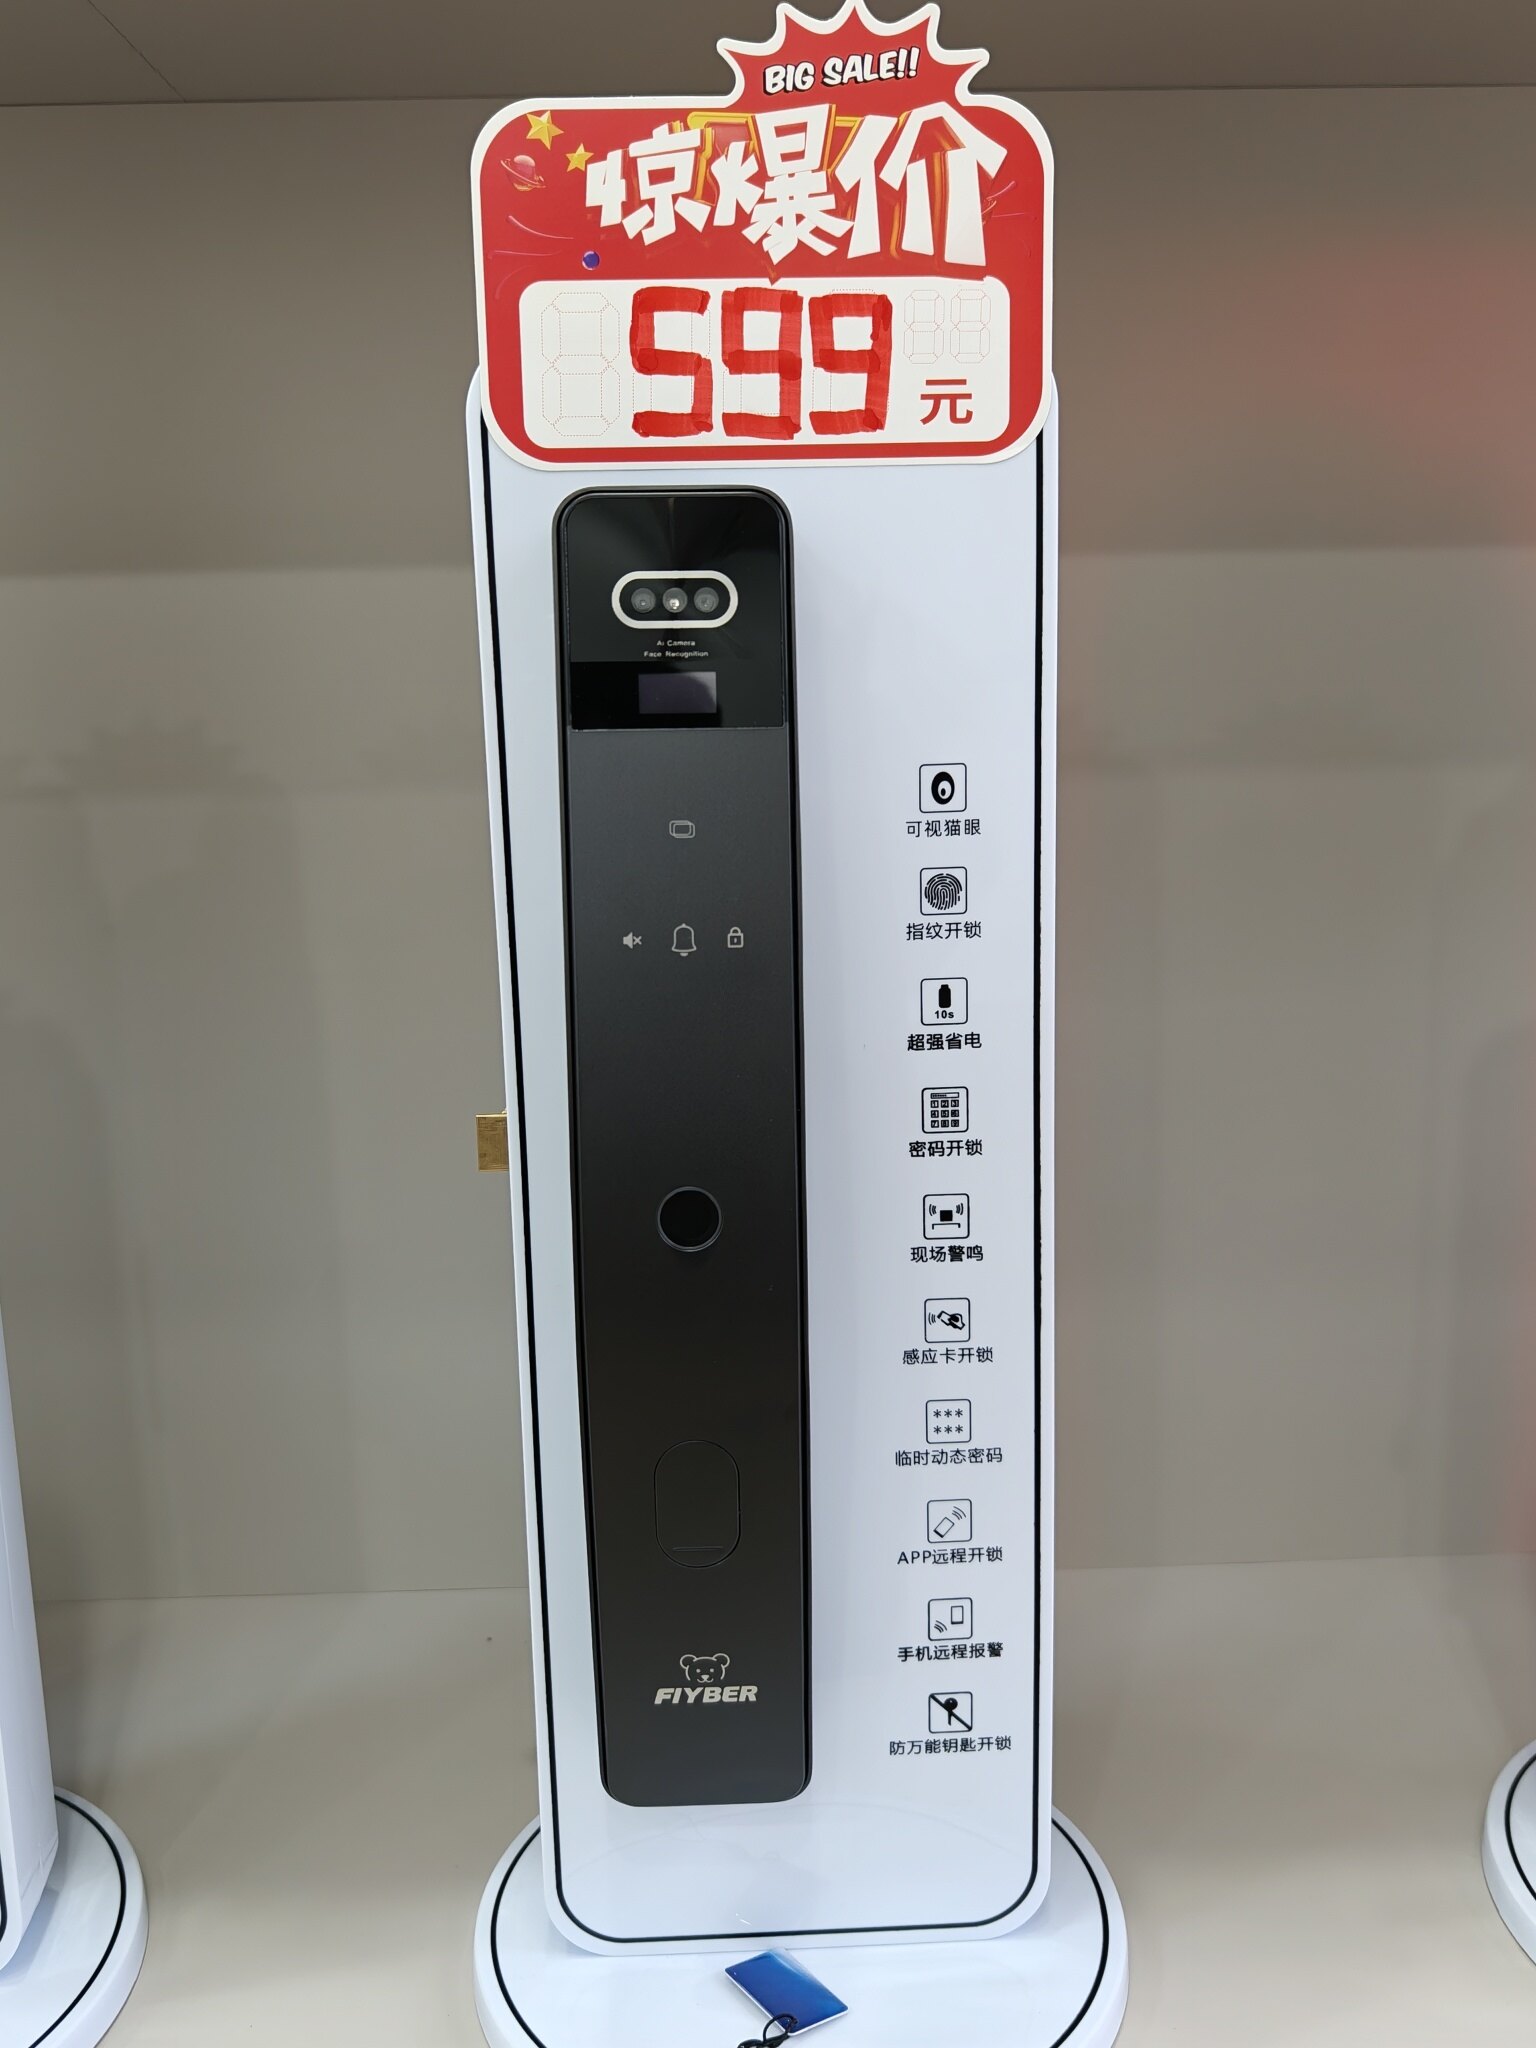 BIG SALE!!
惊爆价
599元
Ai Camera
Face Recognition
可视猫眼
指纹开锁
10s
超强省电
密码开锁
现场警鸣
感应卡开锁
***
***
临时动态密码
APP远程开锁
手机远程报警
防万能钥匙开锁
FIYBER